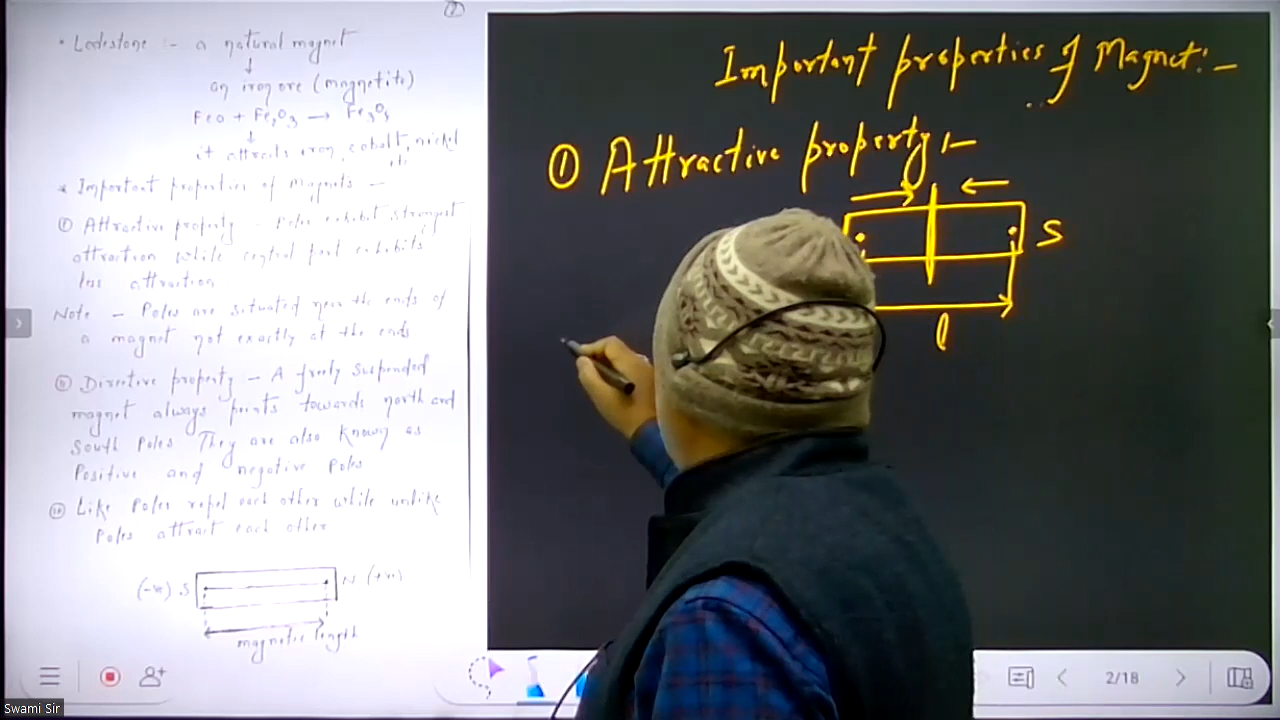 (2)
• Lodestone :- a natural magnet
↓
an iron ore (magnetite)
FeO + Fe2O3 → Fe3O4
↓
it attracts iron, cobalt, nickel
etc
* Important properties of Magnets –
(i) Attractive property - Poles exhibit strongest
attraction while central part exhibits
less attraction
Note – Poles are situated near the ends of
a magnet not exactly at the ends
(ii) Directive property – A freely suspended
magnet always points towards north and
South Poles They are also known as
Positive and negative poles
(iii) Like Poles repel each other while unlike
Poles attract each other
(-ve) S N (+ve)
magnetic length
Important properties of Magnet:-
① Attractive property :-
S
l
2/18
Swami Sir